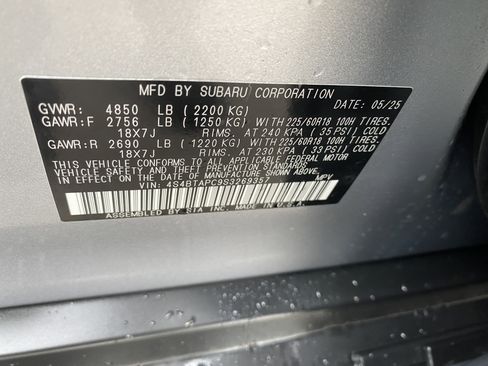 MFD BY SUBARU CORPORATION
GVWR: 4850 LB (2200 KG) DATE: 05/25
GAWR:F 2756 LB (1250 KG) WITH 225/60R18 100H TIRES.
18X7J RIMS. AT 240 KPA (35 PSI) COLD
GAWR:R 2690 LB (1220 KG) WITH 225/60R18 100H TIRES.
18X7J RIMS. AT 230 KPA (33 PSI) COLD
THIS VEHICLE CONFORMS TO ALL APPLICABLE FEDERAL MOTOR
VEHICLE SAFETY AND THEFT PREVENTION STANDARDS
IN EFFECT ON THE DATE OF MANUFACTURE SHOWN ABOVE.
VIN: 4S4BTAPC9S3269357 MPV
ASSEMBLED BY SIA INC. MADE IN U.S.A.